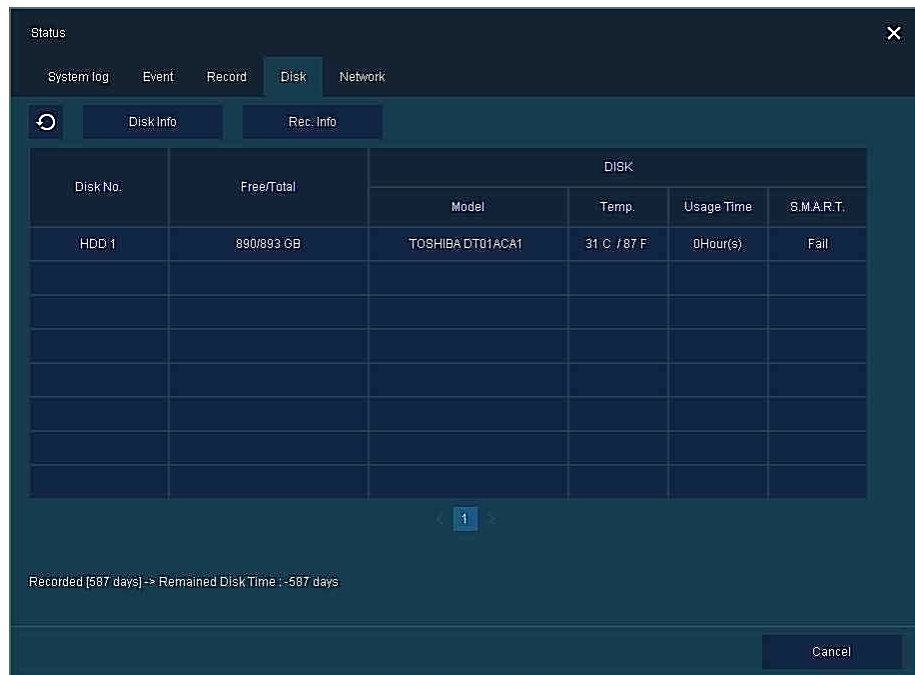 Status
System log Event Record Disk Network
Disk Info Rec. Info
Disk No. Free/Total DISK
Model Temp. Usage Time S.M.A.R.T.
HDD 1 890/893 GB TOSHIBA DT01ACA1 31 C / 87 F 0Hour(s) Fail
< 1 >
Recorded [587 days] -> Remained Disk Time : -587 days
Cancel